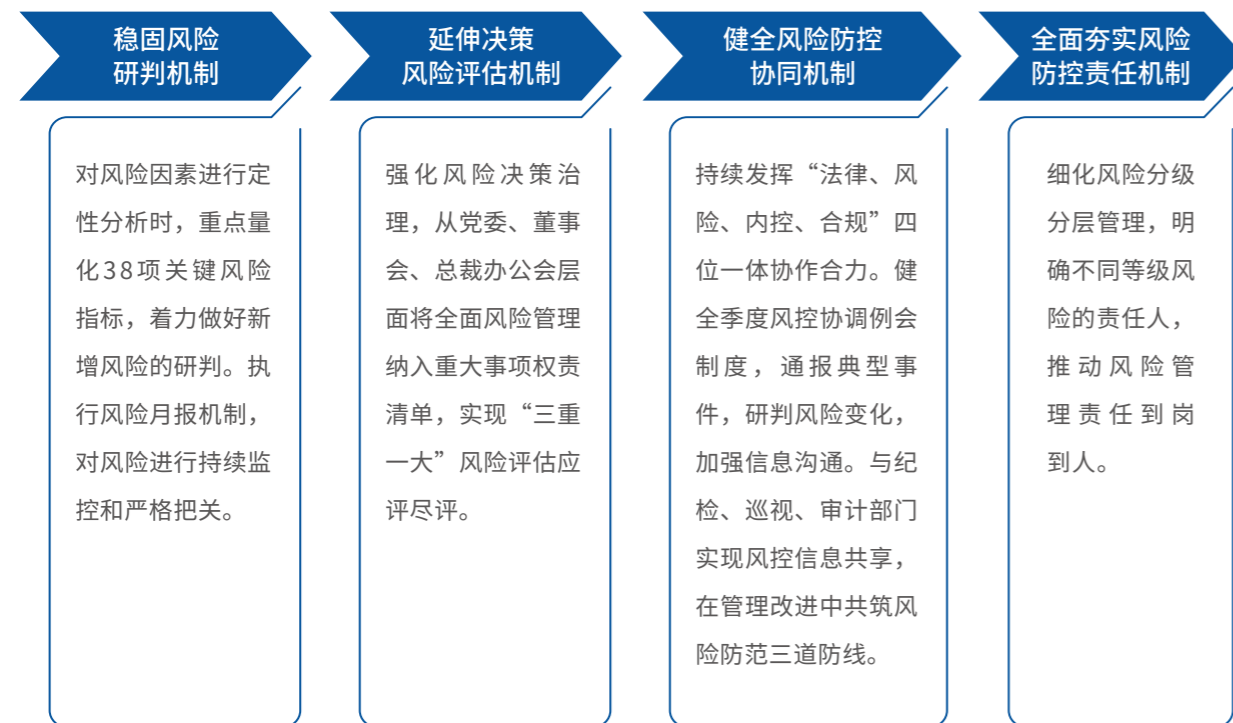 稳固风险
研判机制
对风险因素进行定
性分析时，重点量
化38项关键风险
指标，着力做好新
增风险的研判。执
行风险月报机制，
对风险进行持续监
控和严格把关。
延伸决策
风险评估机制
强化风险决策治
理，从党委、董事
会、总裁办公会层
面将全面风险管理
纳入重大事项权责
清单，实现“三重
一大”风险评估应
评尽评。
健全风险防控
协同机制
持续发挥“法律、风
险、内控、合规”四
位一体协作合力。健
全季度风控协调例会
制度，通报典型事
件，研判风险变化，
加强信息沟通。与纪
检、巡视、审计部门
实现风控信息共享，
在管理改进中共筑风
险防范三道防线。
全面夯实风险
防控责任机制
细化风险分级
分层管理，明
确不同等级风
险的责任人，
推动风险管
理责任到岗
到人。